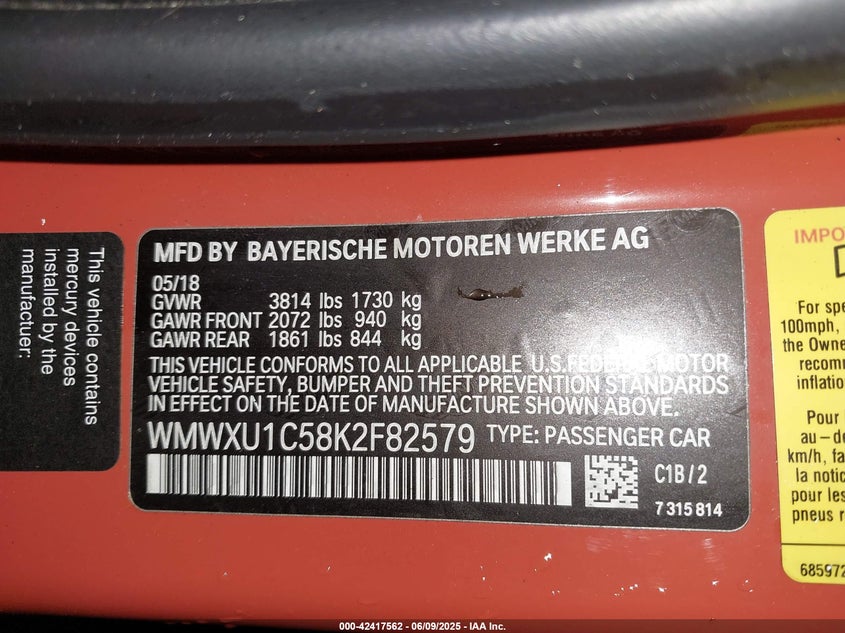 This vehicle contains
mercury devices
installed by the
manufacturer:
MFD BY BAYERISCHE MOTOREN WERKE AG
05/18
GVWR 3814 lbs 1730 kg
GAWR FRONT 2072 lbs 940 kg
GAWR REAR 1861 lbs 844 kg
THIS VEHICLE CONFORMS TO ALL APPLICABLE U.S.FEDERAL MOTOR
VEHICLE SAFETY, BUMPER AND THEFT PREVENTION STANDARDS
IN EFFECT ON THE DATE OF MANUFACTURE SHOWN ABOVE.
WMWXU1C58K2F82579 TYPE: PASSENGER CAR
C1B/2
7 315 814
IMPO
For spe
100mph,
the Owne
recomm
inflatio
Pour
au-de
km/h, fa
la notic
pour les
pneus r
685972
000-42417562 | 06/09/2025 - IAA Inc.